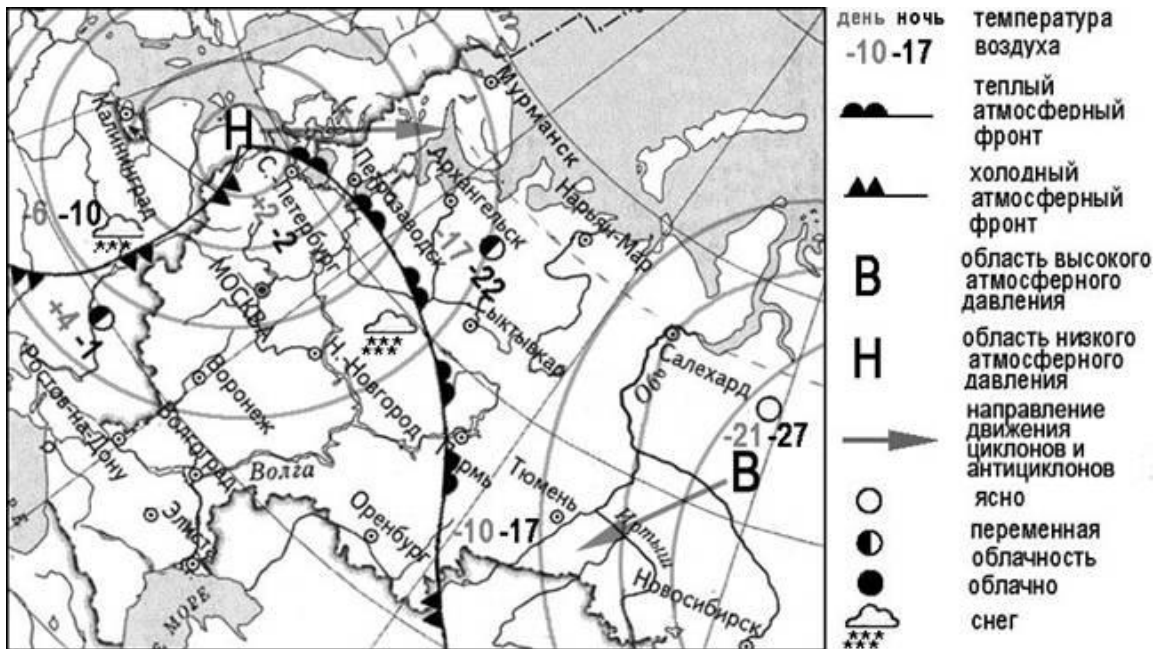 Мурманск
Калининград
Н
С. Петербург
Петрозаводск
Архангельск
Нарьян-Мар
-6 -10
+2
-2
-17
-22
МОСКВА
Сыктывкар
+4
-1
Н. Новгород
Салехард
Обь
Ростов-на-Дону
Воронеж
Волгоград
-21 -27
В
Волга
Пермь
Тюмень
Оренбург
-10 -17
Иртыш
Элиста
Новосибирск
МОРЕ
день ночь
-10 -17
температура
воздуха
теплый
атмосферный
фронт
холодный
атмосферный
фронт
В
область высокого
атмосферного
давления
Н
область низкого
атмосферного
давления
направление
движения
циклонов и
антициклонов
ясно
переменная
облачность
облачно
снег